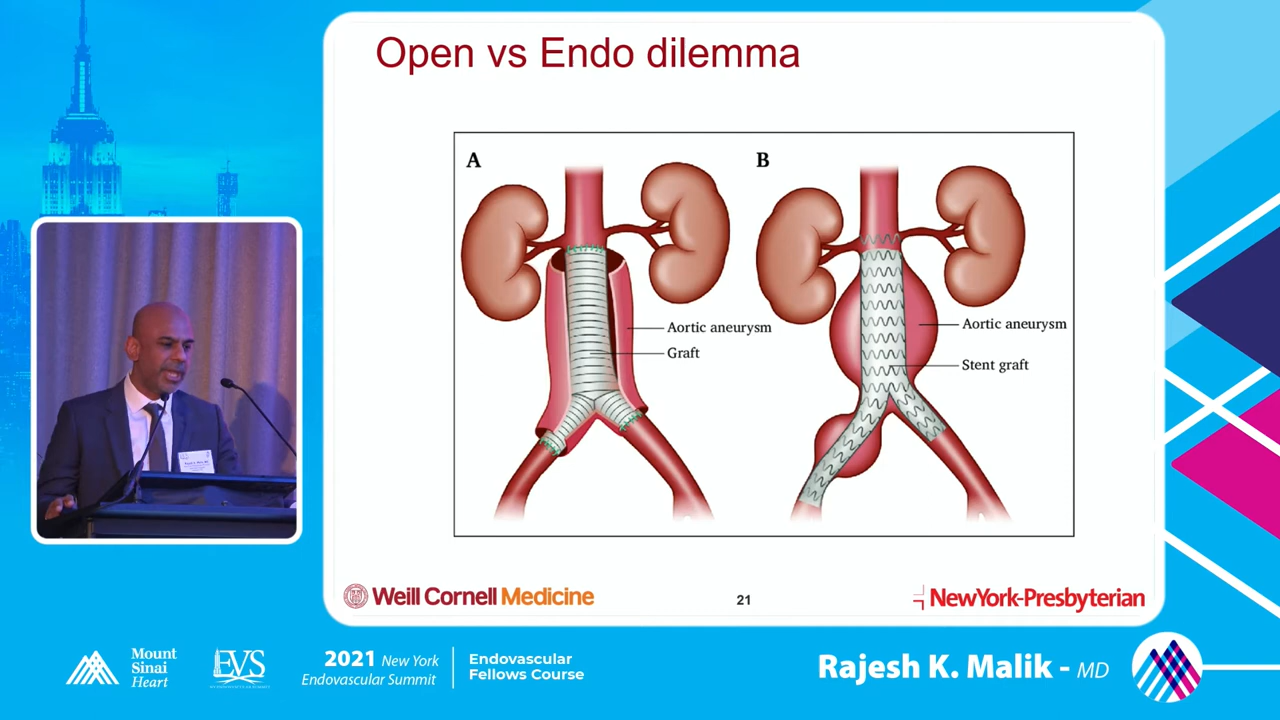 Open vs Endo dilemma
A
Aortic aneurysm
Graft
B
Aortic aneurysm
Stent graft
Weill Cornell Medicine
21
NewYork-Presbyterian
Mount
Sinai
Heart
EVS
2021 New York
Endovascular Summit
Endovascular
Fellows Course
Rajesh K. Malik - MD